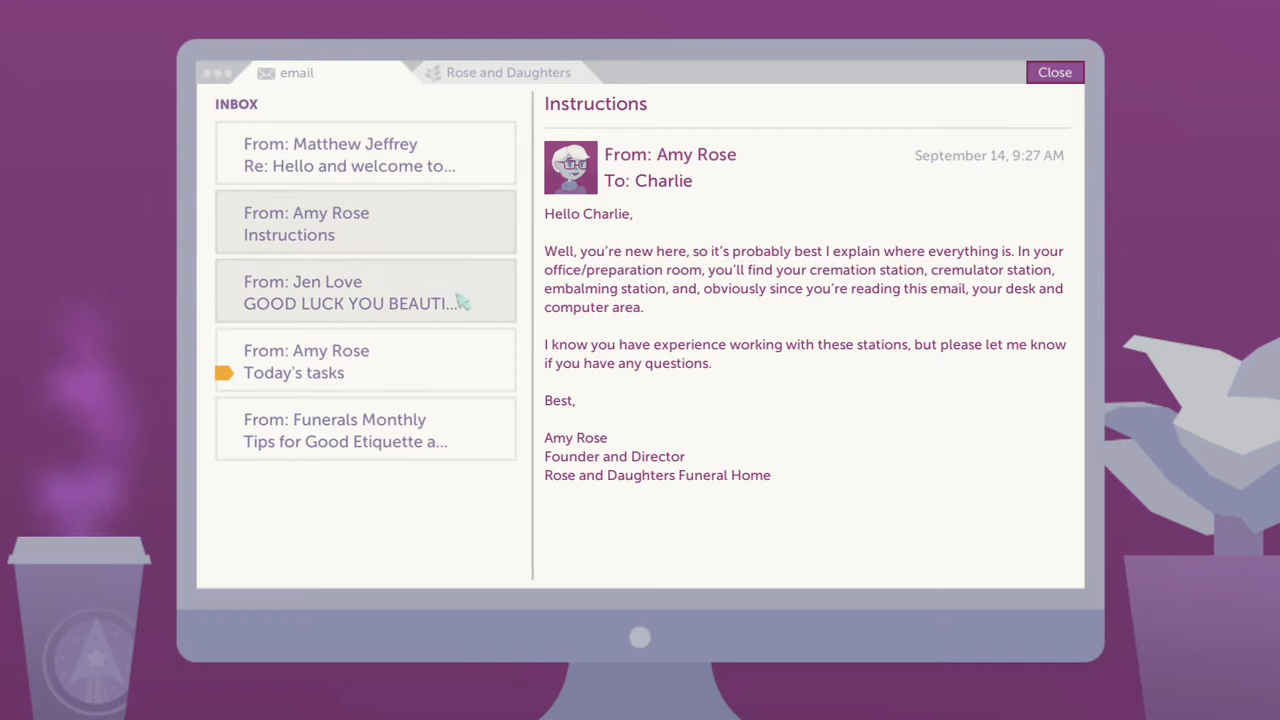 email
Rose and Daughters
Close
INBOX
From: Matthew Jeffrey
Re: Hello and welcome to...
From: Amy Rose
Instructions
From: Jen Love
GOOD LUCK YOU BEAUTI...
From: Amy Rose
Today's tasks
From: Funerals Monthly
Tips for Good Etiquette a...
Instructions
From: Amy Rose
September 14, 9:27 AM
To: Charlie
Hello Charlie,
Well, you’re new here, so it’s probably best I explain where everything is. In your
office/preparation room, you’ll find your cremation station, cremulator station,
embalming station, and, obviously since you’re reading this email, your desk and
computer area.
I know you have experience working with these stations, but please let me know
if you have any questions.
Best,
Amy Rose
Founder and Director
Rose and Daughters Funeral Home